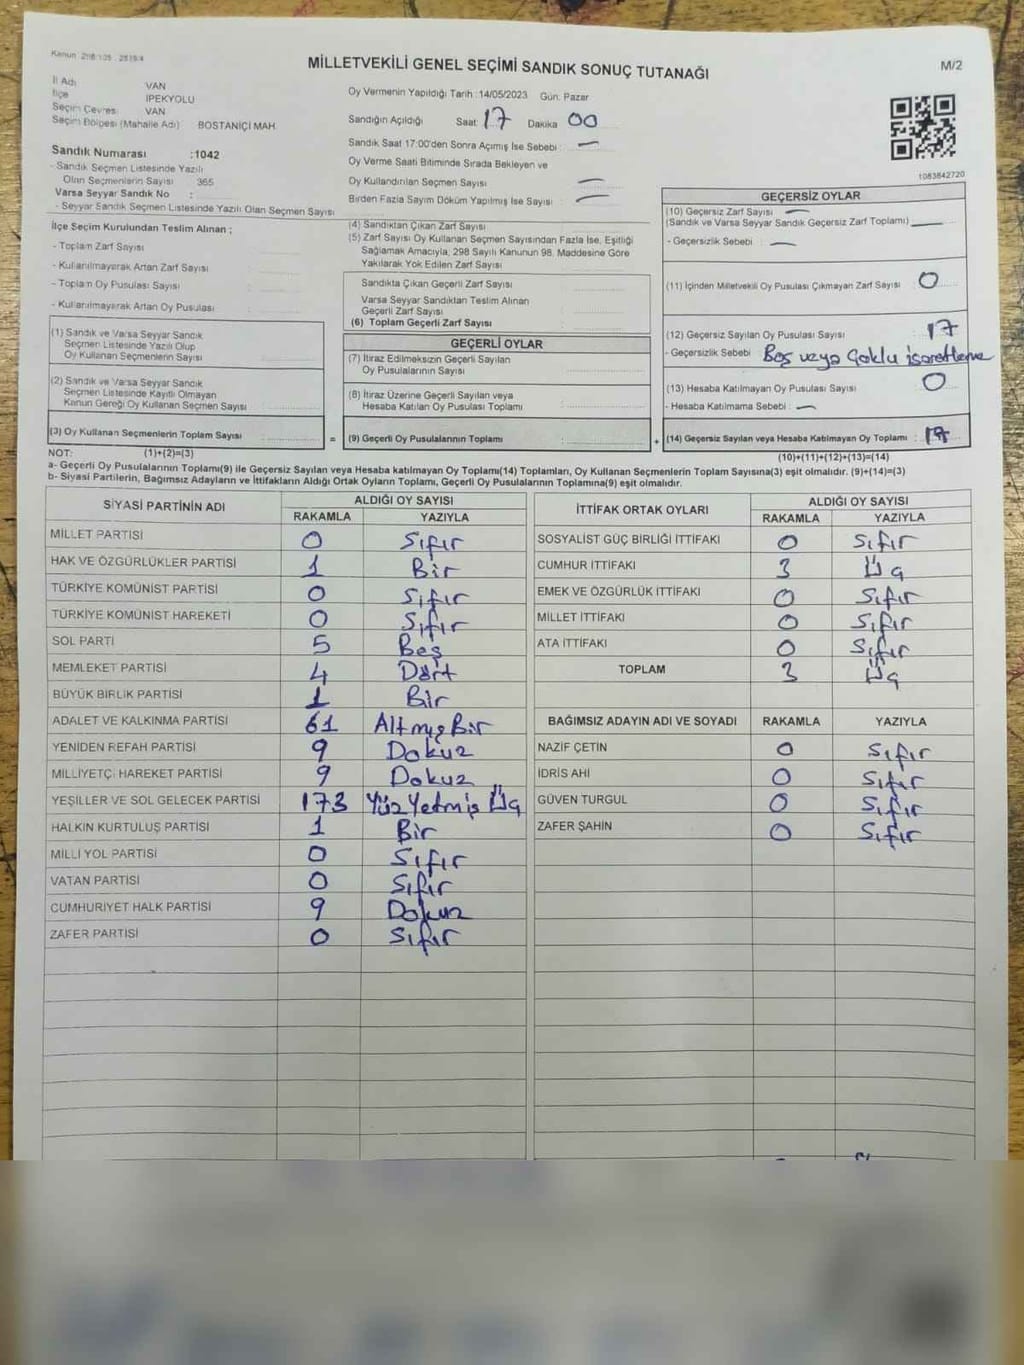 Kanun: 298/105 - 2839/4
MİLLETVEKİLİ GENEL SEÇİMİ SANDIK SONUÇ TUTANAĞI
M/2
İl Adı VAN
İlçe İPEKYOLU
Seçim Çevresi VAN
Seçim Bölgesi (Mahalle Adı) BOSTANİÇİ MAH.
Sandık Numarası :1042
- Sandık Seçmen Listesinde Yazılı
Olan Seçmenlerin Sayısı 365
Varsa Seyyar Sandık No :
- Seyyar Sandık Seçmen Listesinde Yazılı Olan Seçmen Sayısı
Oy Vermenin Yapıldığı Tarih :14/05/2023 Gün: Pazar
Sandığın Açıldığı Saat 17 Dakika 00
Sandık Saat 17:00'den Sonra Açımış İse Sebebi : —
Oy Verme Saati Bitiminde Sırada Bekleyen ve
Oy Kullandırılan Seçmen Sayısı —
Birden Fazla Sayım Döküm Yapılmış İse Sayısı : —
1083842720
İlçe Seçim Kurulundan Teslim Alınan ;
- Toplam Zarf Sayısı
- Kullanılmayarak Artan Zarf Sayısı
- Toplam Oy Pusulası Sayısı
- Kullanılmayarak Artan Oy Pusulası
(1) Sandık ve Varsa Seyyar Sandık
Seçmen Listesinde Yazılı Olup
Oy Kullanan Seçmenlerin Sayısı
(2) Sandık ve Varsa Seyyar Sandık
Seçmen Listesinde Kayıtlı Olmayan
Kanun Gereği Oy Kullanan Seçmen Sayısı
(3) Oy Kullanan Seçmenlerin Toplam Sayısı =
(4) Sandıktan Çıkan Zarf Sayısı
(5) Zarf Sayısı Oy Kullanan Seçmen Sayısından Fazla İse, Eşitliği
Sağlamak Amacıyla, 298 Sayılı Kanunun 98. Maddesine Göre
Yakılarak Yok Edilen Zarf Sayısı
Sandıkta Çıkan Geçerli Zarf Sayısı
Varsa Seyyar Sandıktan Teslim Alınan
Geçerli Zarf Sayısı
(6) Toplam Geçerli Zarf Sayısı
GEÇERLİ OYLAR
(7) İtiraz Edilmeksizin Geçerli Sayılan
Oy Pusulalarının Sayısı
(8) İtiraz Üzerine Geçerli Sayılan veya
Hesaba Katılan Oy Pusulası Toplamı
(9) Geçerli Oy Pusulalarının Toplamı +
GEÇERSİZ OYLAR
(10) Geçersiz Zarf Sayısı —
(Sandık ve Varsa Seyyar Sandık Geçersiz Zarf Toplamı) —
- Geçersizlik Sebebi : —
(11) İçinden Milletvekili Oy Pusulası Çıkmayan Zarf Sayısı : 0
(12) Geçersiz Sayılan Oy Pusulası Sayısı : 17
- Geçersizlik Sebebi : Boş veya Çoklu işaretleme
(13) Hesaba Katılmayan Oy Pusulası Sayısı : 0
- Hesaba Katılmama Sebebi : —
(14) Geçersiz Sayılan veya Hesaba Katılmayan Oy Toplamı : 17
NOT: (1)+(2)=(3)
(10)+(11)+(12)+(13)=(14)
a- Geçerli Oy Pusulalarının Toplamı(9) ile Geçersiz Sayılan veya Hesaba katılmayan Oy Toplamı(14) Toplamları, Oy Kullanan Seçmenlerin Toplam Sayısına(3) eşit olmalıdır. (9)+(14)=(3)
b- Siyasi Partilerin, Bağımsız Adayların ve İttifakların Aldığı Ortak Oyların Toplamı, Geçerli Oy Pusulalarının Toplamına(9) eşit olmalıdır.
SİYASİ PARTİNİN ADI ALDIĞI OY SAYISI
RAKAMLA YAZIYLA
MİLLET PARTİSİ 0 Sıfır
HAK VE ÖZGÜRLÜKLER PARTİSİ 1 Bir
TÜRKİYE KOMÜNİST PARTİSİ 0 Sıfır
TÜRKİYE KOMÜNİST HAREKETİ 0 Sıfır
SOL PARTİ 5 Beş
MEMLEKET PARTİSİ 4 Dört
BÜYÜK BİRLİK PARTİSİ 1 Bir
ADALET VE KALKINMA PARTİSİ 61 Altmış Bir
YENİDEN REFAH PARTİSİ 9 Dokuz
MİLLİYETÇİ HAREKET PARTİSİ 9 Dokuz
YEŞİLLER VE SOL GELECEK PARTİSİ 173 Yüz Yetmiş Üç
HALKIN KURTULUŞ PARTİSİ 1 Bir
MİLLİ YOL PARTİSİ 0 Sıfır
VATAN PARTİSİ 0 Sıfır
CUMHURİYET HALK PARTİSİ 9 Dokuz
ZAFER PARTİSİ 0 Sıfır
İTTİFAK ORTAK OYLARI ALDIĞI OY SAYISI
RAKAMLA YAZIYLA
SOSYALİST GÜÇ BİRLİĞİ İTTİFAKI 0 Sıfır
CUMHUR İTTİFAKI 3 Üç
EMEK VE ÖZGÜRLÜK İTTİFAKI 0 Sıfır
MİLLET İTTİFAKI 0 Sıfır
ATA İTTİFAKI 0 Sıfır
TOPLAM 3 Üç
BAĞIMSIZ ADAYIN ADI VE SOYADI RAKAMLA YAZIYLA
NAZİF ÇETİN 0 Sıfır
İDRİS AHİ 0 Sıfır
GÜVEN TURGUL 0 Sıfır
ZAFER ŞAHİN 0 Sıfır